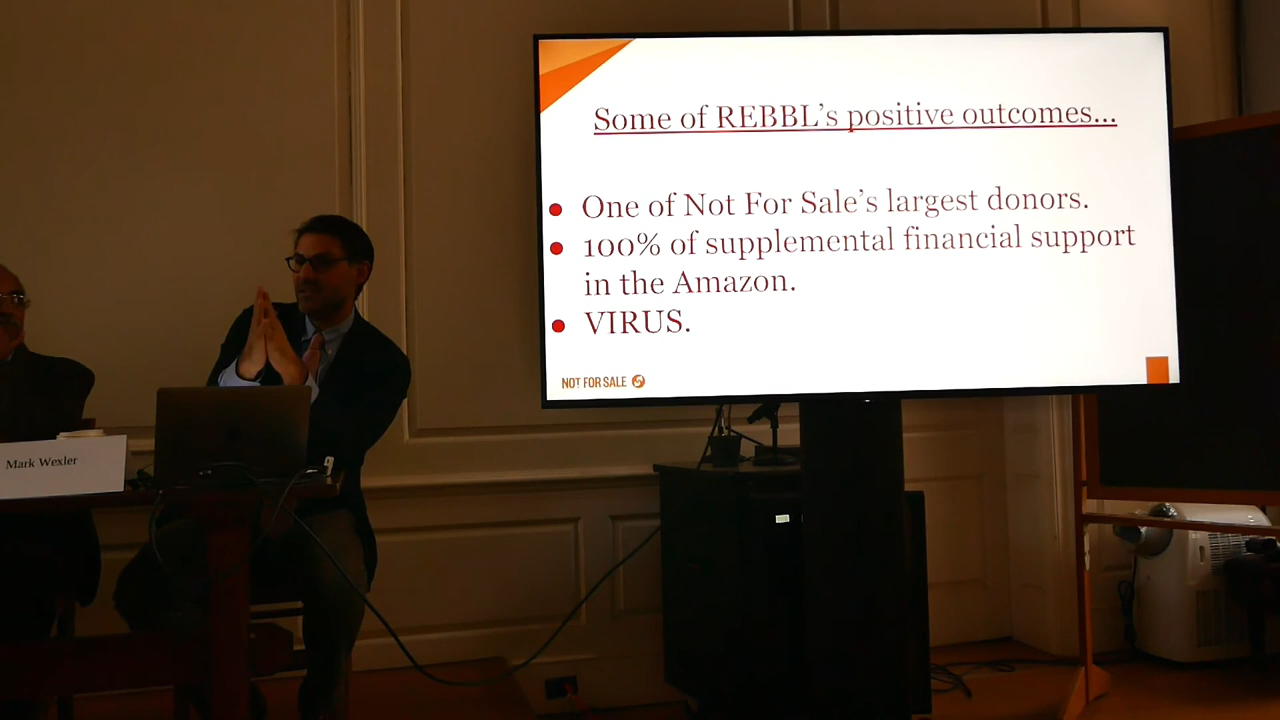 Some of REBBL's positive outcomes...
● One of Not For Sale's largest donors.
● 100% of supplemental financial support
in the Amazon.
● VIRUS.
NOT FOR SALE
Mark Wexler